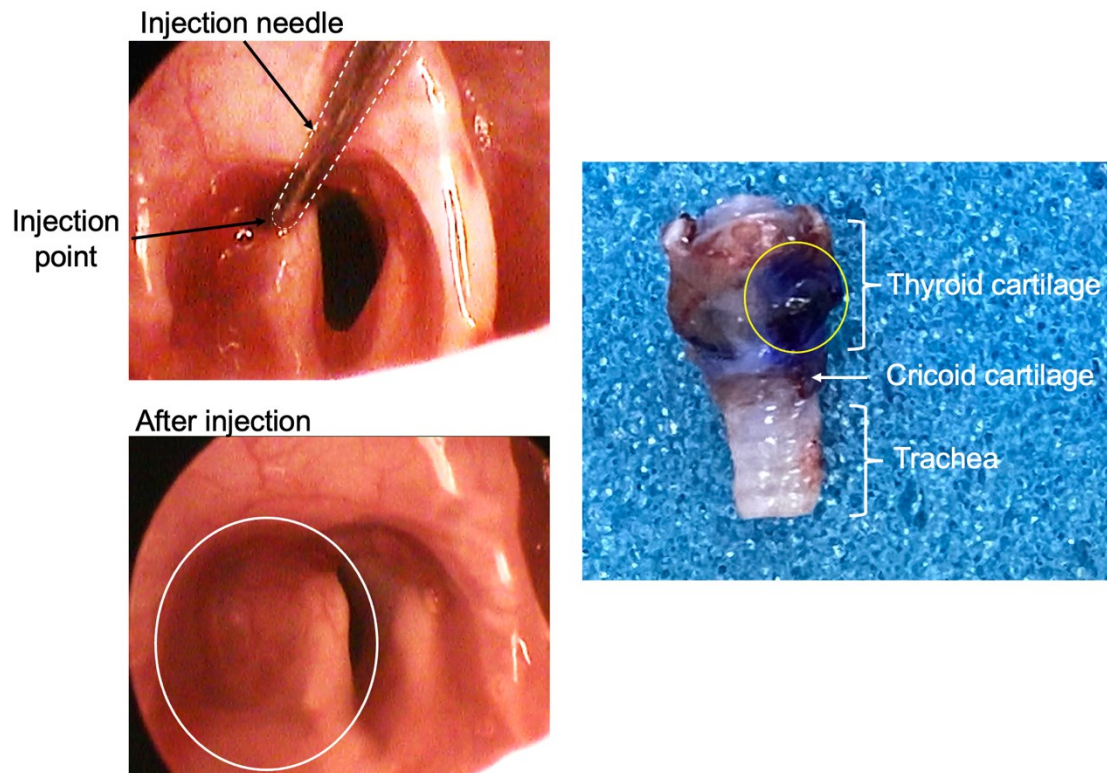 Injection needle
Injection
point
After injection
Thyroid cartilage
Cricoid cartilage
Trachea